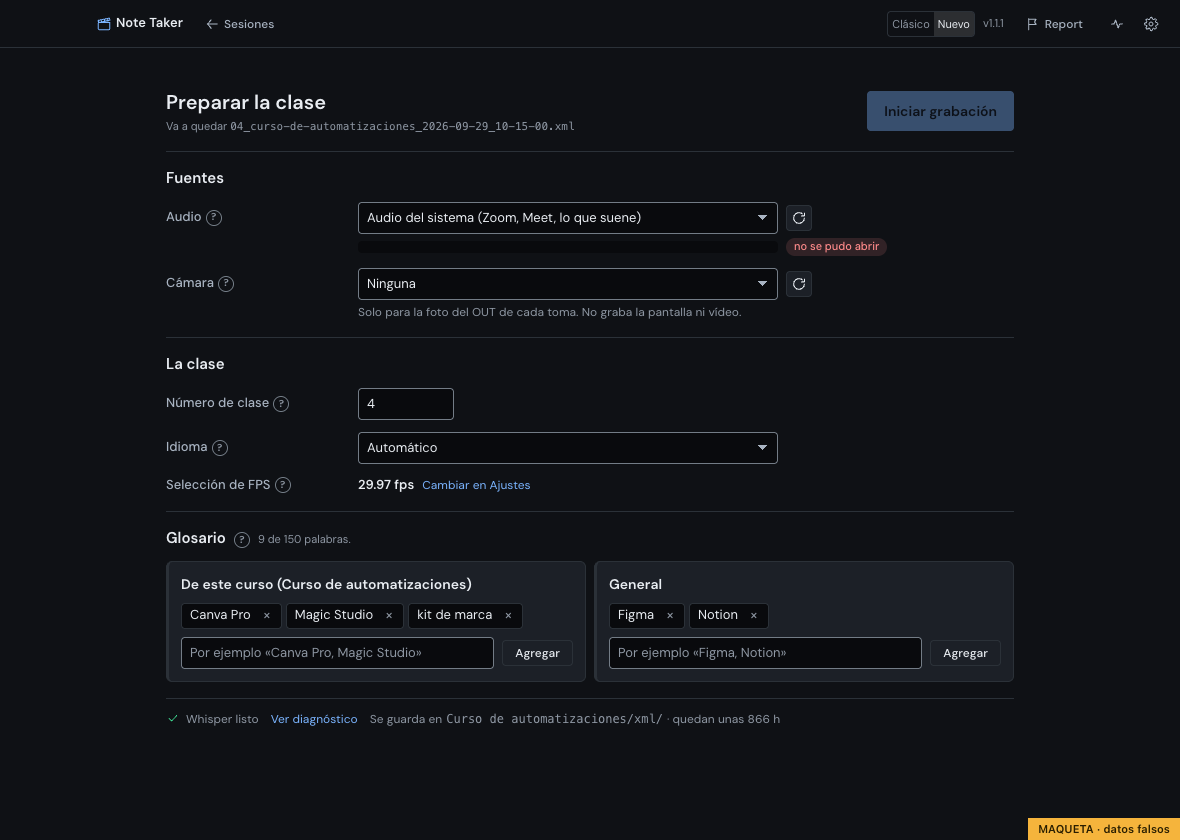 Note Taker
Sesiones
Clásico Nuevo v1.1.1 Report
Preparar la clase
Iniciar grabación
Va a quedar 04_curso-de-automatizaciones_2026-09-29_10-15-00.xml
Fuentes
Audio ?
Audio del sistema (Zoom, Meet, lo que suene)
no se pudo abrir
Cámara ?
Ninguna
Solo para la foto del OUT de cada toma. No graba la pantalla ni vídeo.
La clase
Número de clase ?
4
Idioma ?
Automático
Selección de FPS ?
29.97 fps Cambiar en Ajustes
Glosario ? 9 de 150 palabras.
De este curso (Curso de automatizaciones)
Canva Pro × Magic Studio × kit de marca ×
Por ejemplo «Canva Pro, Magic Studio»
Agregar
General
Figma × Notion ×
Por ejemplo «Figma, Notion»
Agregar
Whisper listo Ver diagnóstico Se guarda en Curso de automatizaciones/xml/ · quedan unas 866 h
MAQUETA · datos falsos